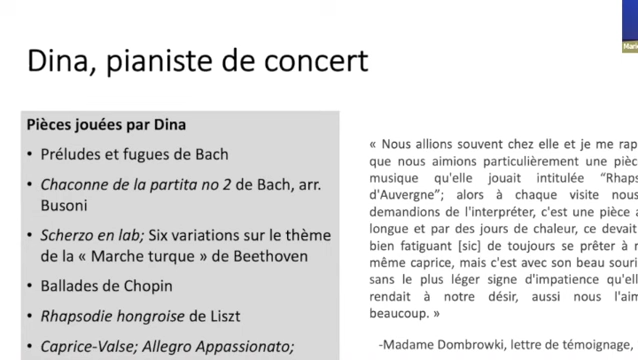 Marie
Dina, pianiste de concert
Pièces jouées par Dina
• Préludes et fugues de Bach
• Chaconne de la partita no 2 de Bach, arr.
Busoni
• Scherzo en lab; Six variations sur le thème
de la « Marche turque » de Beethoven
• Ballades de Chopin
• Rhapsodie hongroise de Liszt
• Caprice-Valse; Allegro Appassionato;
« Nous allions souvent chez elle et je me rap
que nous aimions particulièrement une pièc
musique qu'elle jouait intitulée “Rhaps
d'Auvergne”; alors à chaque visite nous
demandions de l'interpréter, c'est une pièce a
longue et par des jours de chaleur, ce devait
bien fatiguant [sic] de toujours se prêter à n
même caprice, mais c'est avec son beau souri
sans le plus léger signe d'impatience qu'ell
rendait à notre désir, aussi nous l'aim
beaucoup. »
-Madame Dombrowki, lettre de témoignage,